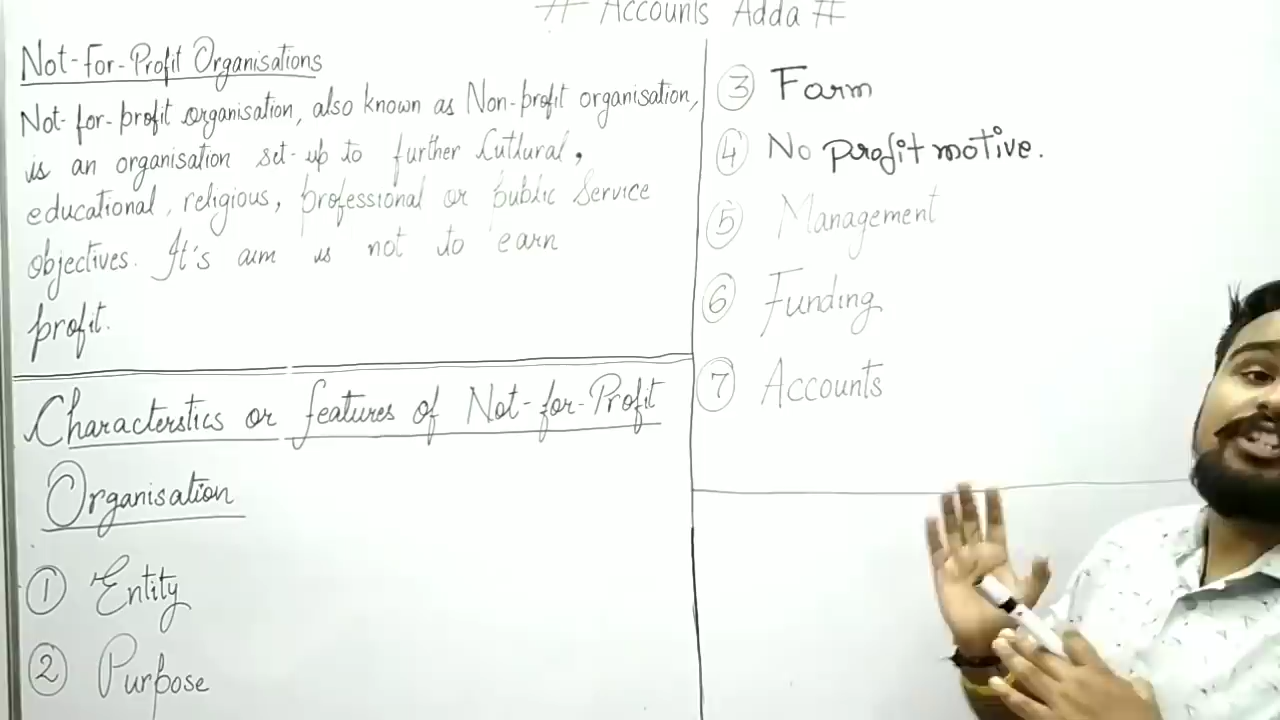 # Accounts Adda #
Not-For-Profit Organisations
Not-for-profit organisation, also known as Non-profit organisation,
is an organisation set-up to further Cutlural,
educational, religious, professional or public Service
objectives. It's aim is not to earn
profit.
Characterstics or features of Not-for-Profit
Organisation
① Entity
② Purpose
③ Farm
④ No profit motive.
⑤ Management
⑥ Funding
⑦ Accounts